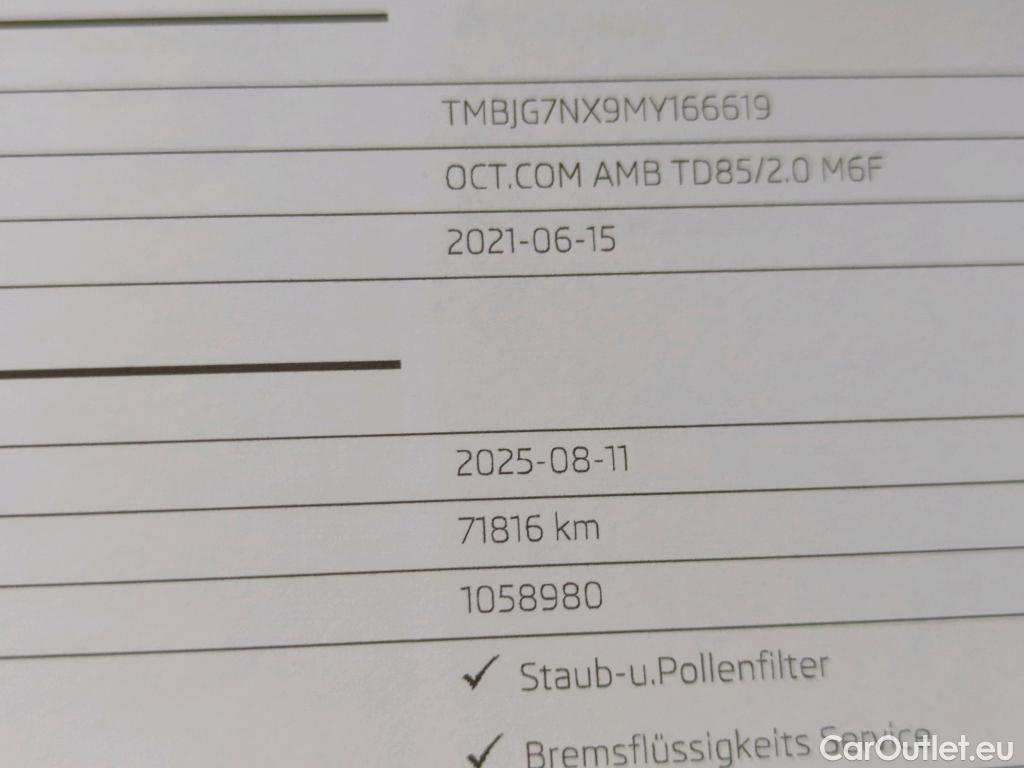 TMBJG7NX9MY166619
OCT.COM AMB TD85/2.0 M6F
2021-06-15
2025-08-11
71816 km
1058980
✓ Staub-u.Pollenfilter
✓ Bremsflüssigkeits Service
CarOutlet.eu